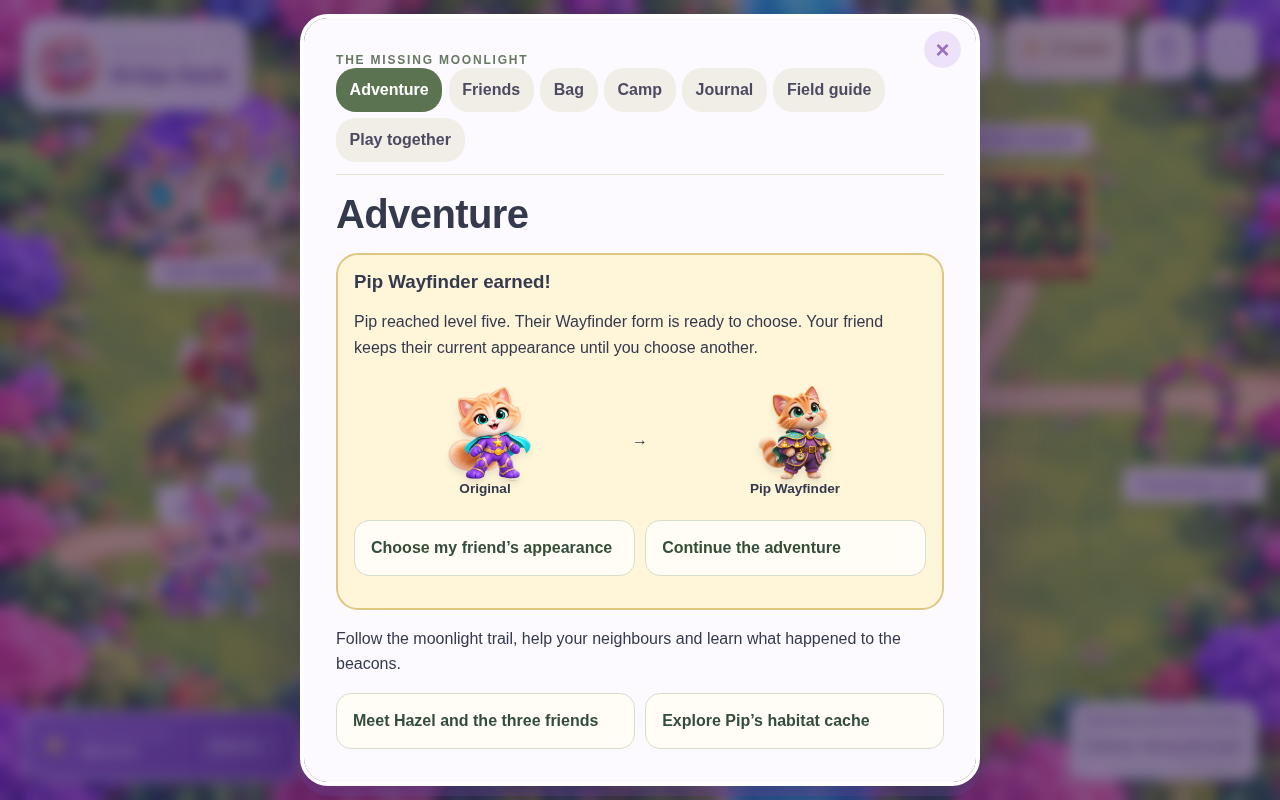 THE MISSING MOONLIGHT
Adventure
Friends
Bag
Camp
Journal
Field guide
Play together
Adventure
Pip Wayfinder earned!
Pip reached level five. Their Wayfinder form is ready to choose. Your friend
keeps their current appearance until you choose another.
→
Original
Pip Wayfinder
Choose my friend’s appearance
Continue the adventure
Follow the moonlight trail, help your neighbours and learn what happened to the
beacons.
Meet Hazel and the three friends
Explore Pip’s habitat cache